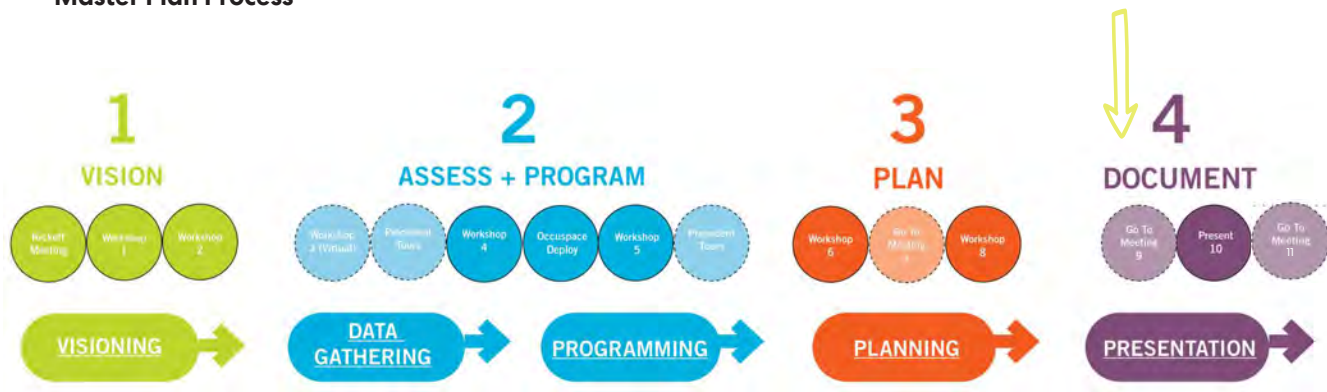 Master Plan Process
1
VISION
Kickoff
Meeting
Workshop
1
Workshop
2
VISIONING
2
ASSESS + PROGRAM
Workshop
3 (Virtual)
Precedent
Tours
Workshop
4
Occuspace
Deploy
Workshop
5
Precedent
Tours
DATA
GATHERING
PROGRAMMING
3
PLAN
Workshop
6
Go To
Meeting
Workshop
8
PLANNING
4
DOCUMENT
Go To
Meeting
9
Present
10
Go To
Meeting
11
PRESENTATION